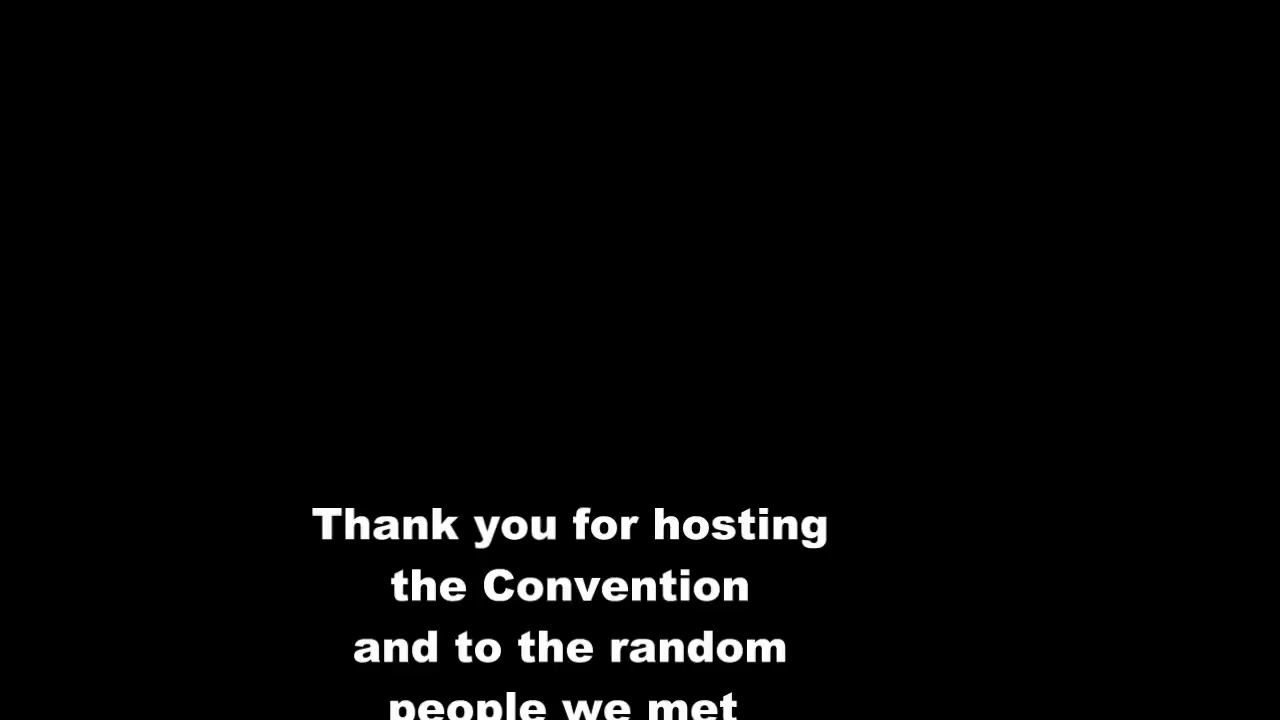 Thank you for hosting
the Convention
and to the random
people we met